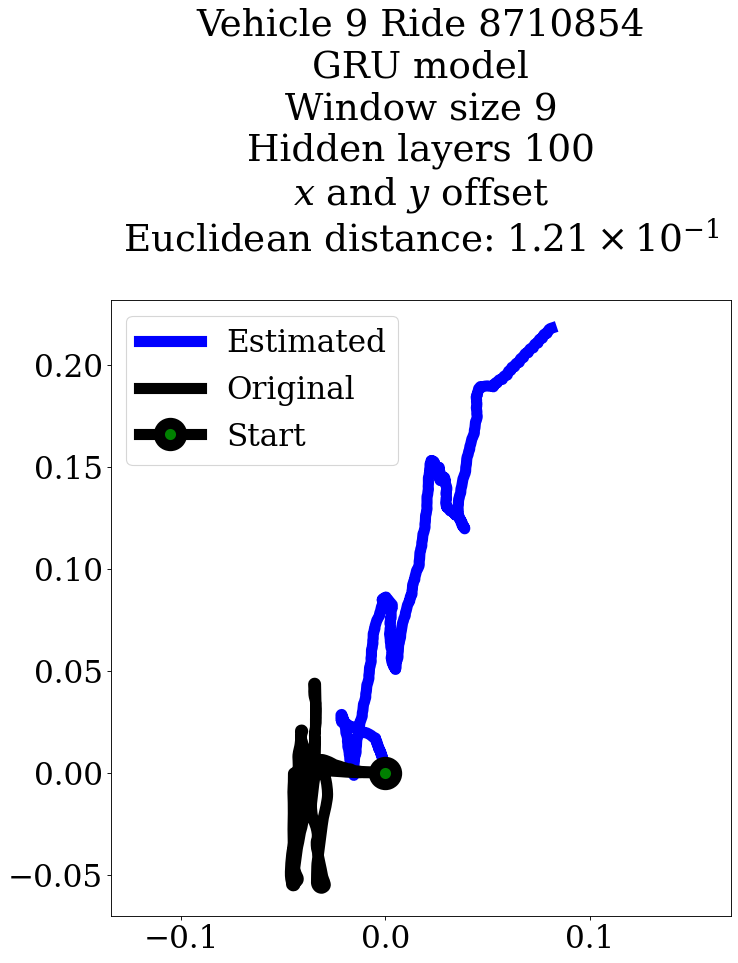 Vehicle 9 Ride 8710854
GRU model
Window size 9
Hidden layers 100
x and y offset
Euclidean distance: 1.21 × 10⁻¹
Estimated
Original
Start
0.20
0.15
0.10
0.05
0.00
−0.05
−0.1 0.0 0.1